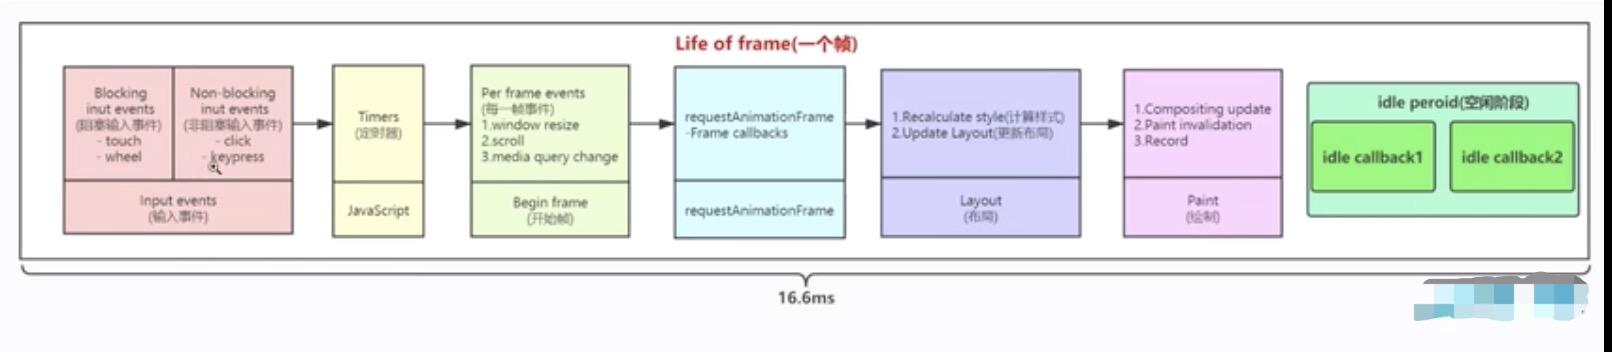 Life of frame(一个帧)
Blocking
inut events
(阻塞输入事件)
- touch
- wheel
Non-blocking
inut events
(非阻塞输入事件)
- click
- keypress
Input events
(输入事件)
Timers
(定时器)
JavaScript
Per frame events
(每一帧事件)
1.window resize
2.scroll
3.media query change
Begin frame
(开始帧)
requestAnimationFrame
-Frame callbacks
requestAnimationFrame
1.Recalculate style(计算样式)
2.Update Layout(更新布局)
Layout
(布局)
1.Compositing update
2.Paint invalidation
3.Record
Paint
(绘制)
idle peroid(空闲阶段)
idle callback1
idle callback2
16.6ms